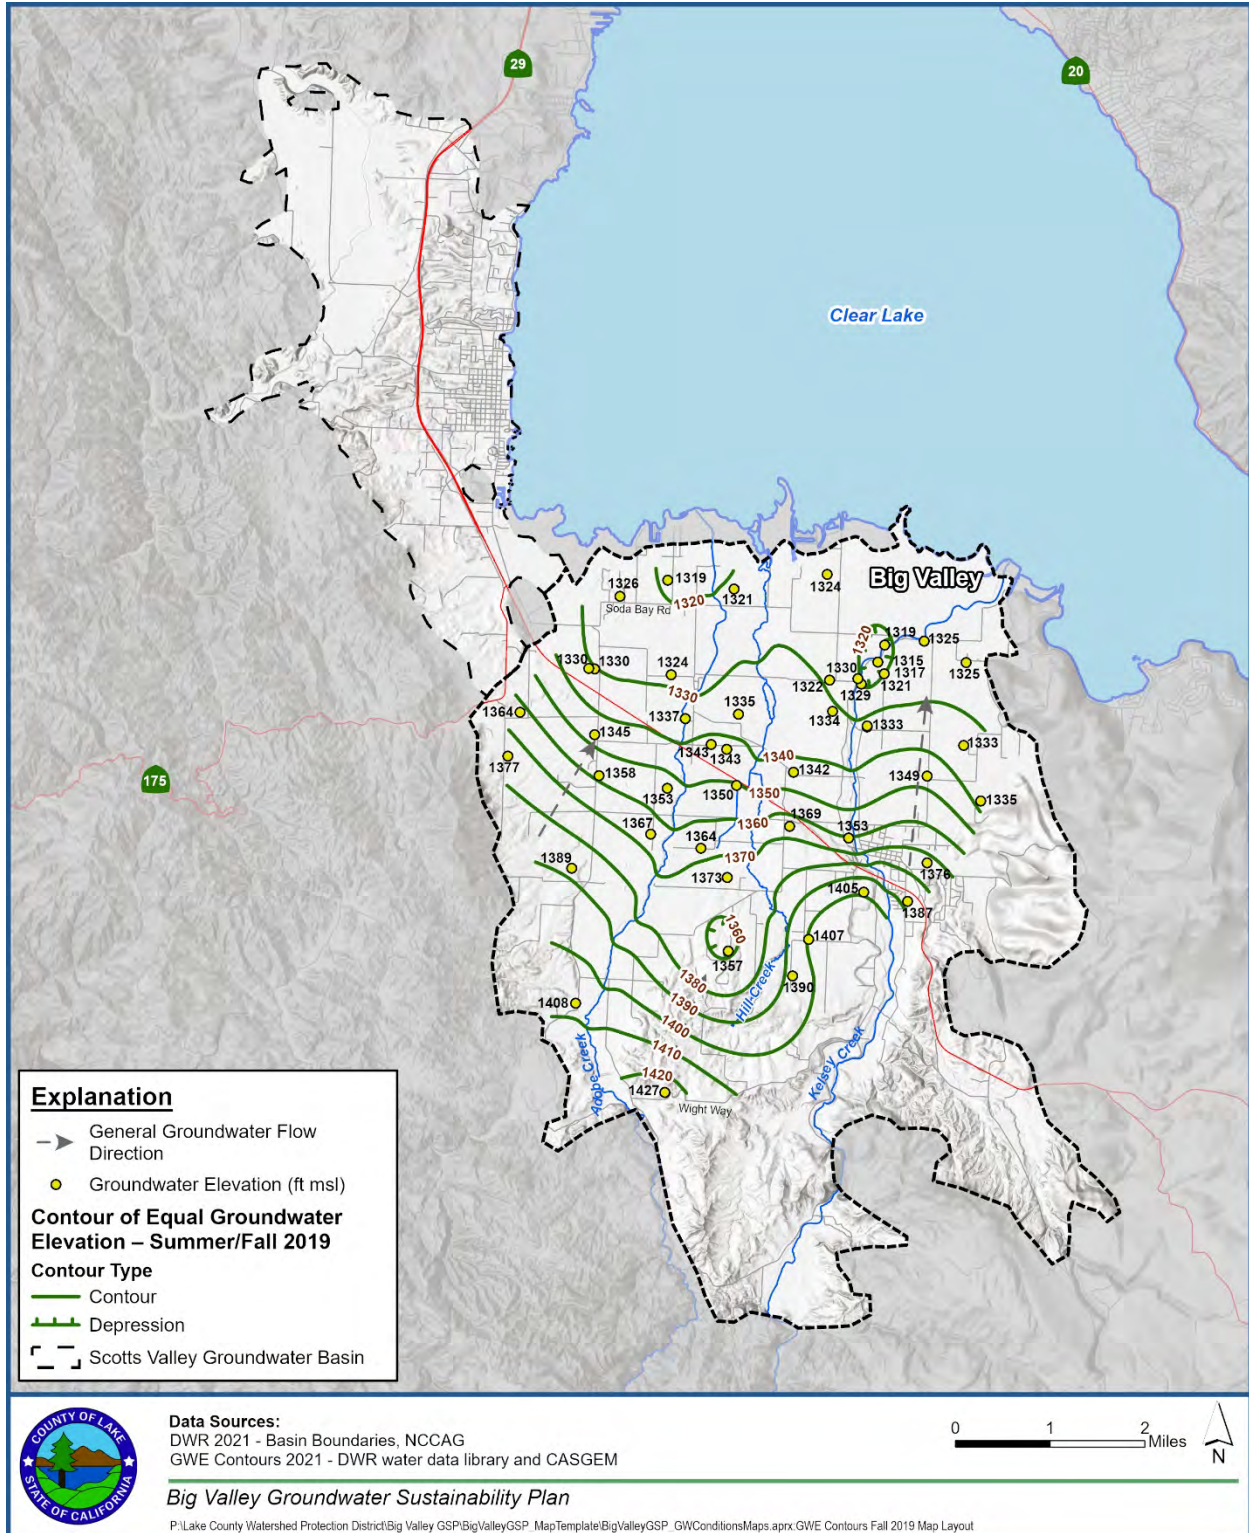 29
20
Clear Lake
Big Valley
1326
1319
1321
1324
1320
Soda Bay Rd
1320
1319
1325
1315
1317
1325
1330
1330
1324
1330
1322
1330
1329
1321
1364
1337
1335
1334
1333
1345
1343
1343
1340
1342
1333
175
1377
1358
1353
1350
1350
1349
1335
1367
1364
1360
1369
1353
1389
1373
1370
1376
1405
1387
1360
1357
1407
1390
1380
1390
1400
1410
1420
1408
1427
Hill Creek
Adobe Creek
Kelsey Creek
Wight Way
Explanation
General Groundwater Flow
Direction
Groundwater Elevation (ft msl)
Contour of Equal Groundwater
Elevation – Summer/Fall 2019
Contour Type
Contour
Depression
Scotts Valley Groundwater Basin
COUNTY OF LAKE
STATE OF CALIFORNIA
Data Sources:
DWR 2021 - Basin Boundaries, NCCAG
GWE Contours 2021 - DWR water data library and CASGEM
0 1 2
Miles
N
Big Valley Groundwater Sustainability Plan
P:\Lake County Watershed Protection District\Big Valley GSP\BigValleyGSP_MapTemplate\BigValleyGSP_GWConditionsMaps.aprx:GWE Contours Fall 2019 Map Layout